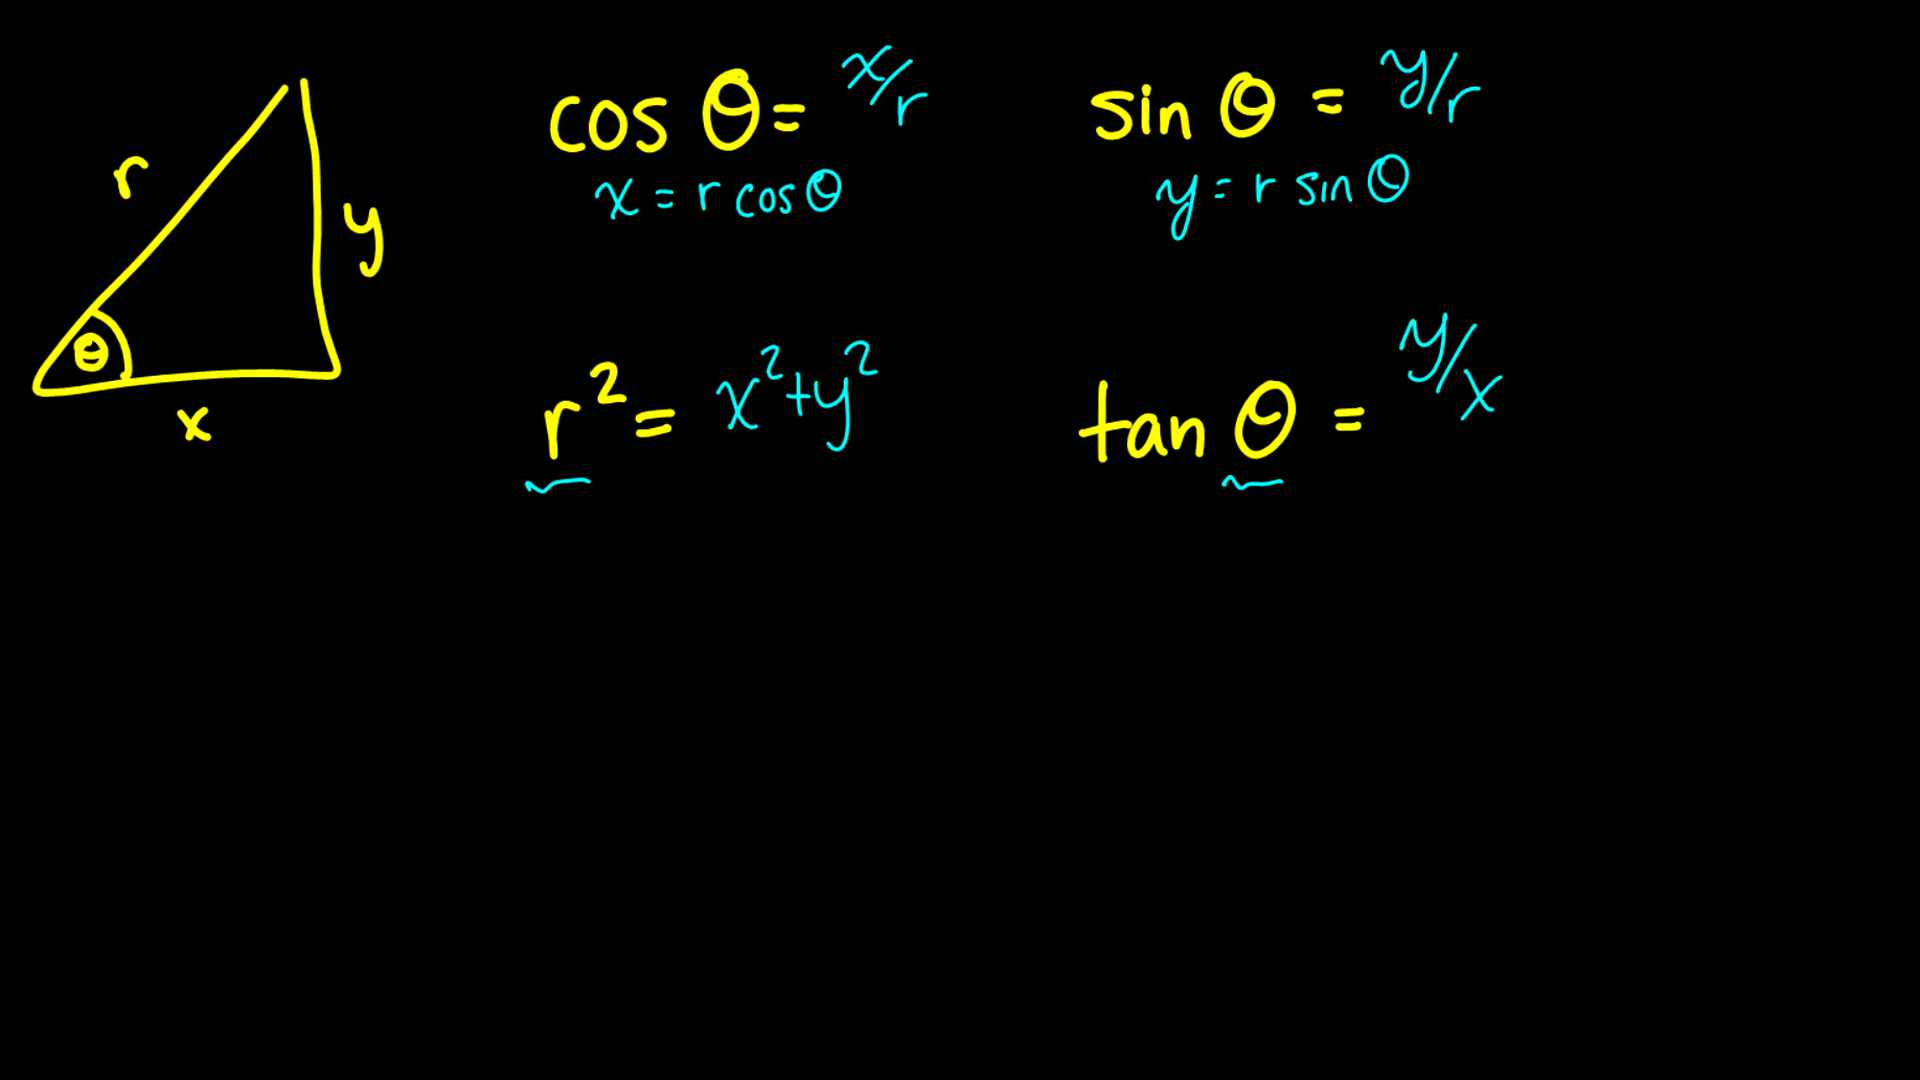 r
y
θ
x
cos θ = x/r
x = r cos θ
sin θ = y/r
y = r sin θ
r² = x² + y²
tan θ = y/x